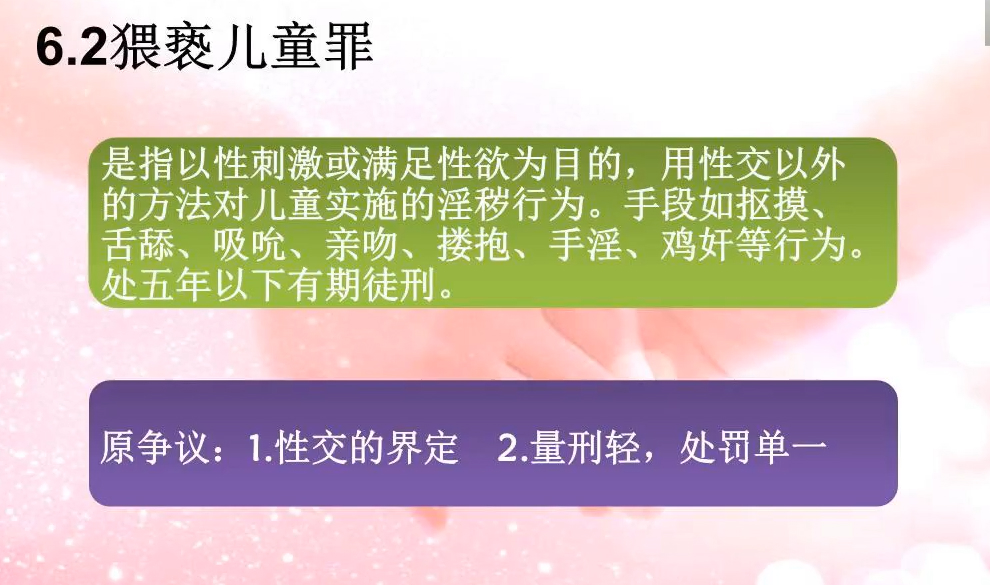 6.2猥亵儿童罪
是指以性刺激或满足性欲为目的，用性交以外
的方法对儿童实施的淫秽行为。手段如抠摸、
舌舔、吸吮、亲吻、搂抱、手淫、鸡奸等行为。
处五年以下有期徒刑。
原争议：1.性交的界定 2.量刑轻，处罚单一